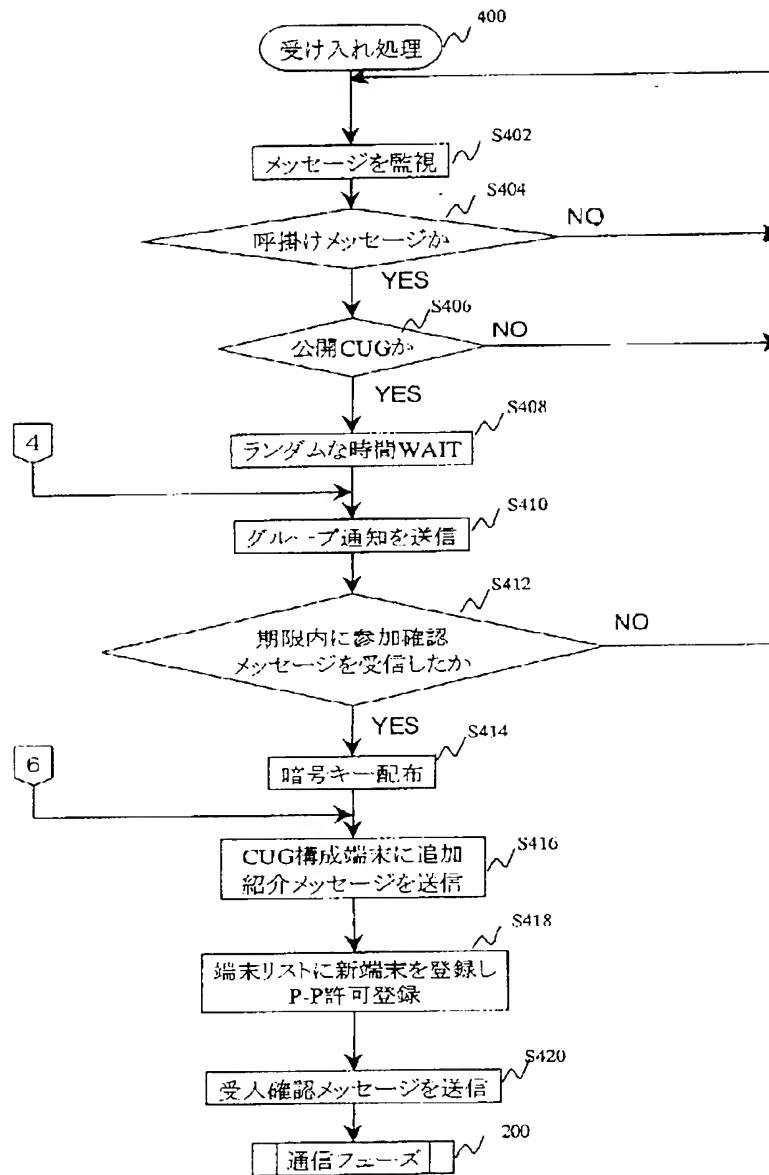 400
受け入れ処理
S402
メッセージを監視
S404
呼掛けメッセージか
NO
YES
S406
公開CUGか
NO
YES
S408
ランダムな時間WAIT
4
S410
グループ通知を送信
S412
期限内に参加確認
メッセージを受信したか
NO
YES
S414
暗号キー配布
6
S416
CUG構成端末に追加
紹介メッセージを送信
S418
端末リストに新端末を登録し
P-P許可登録
S420
受入確認メッセージを送信
200
通信フェーズ